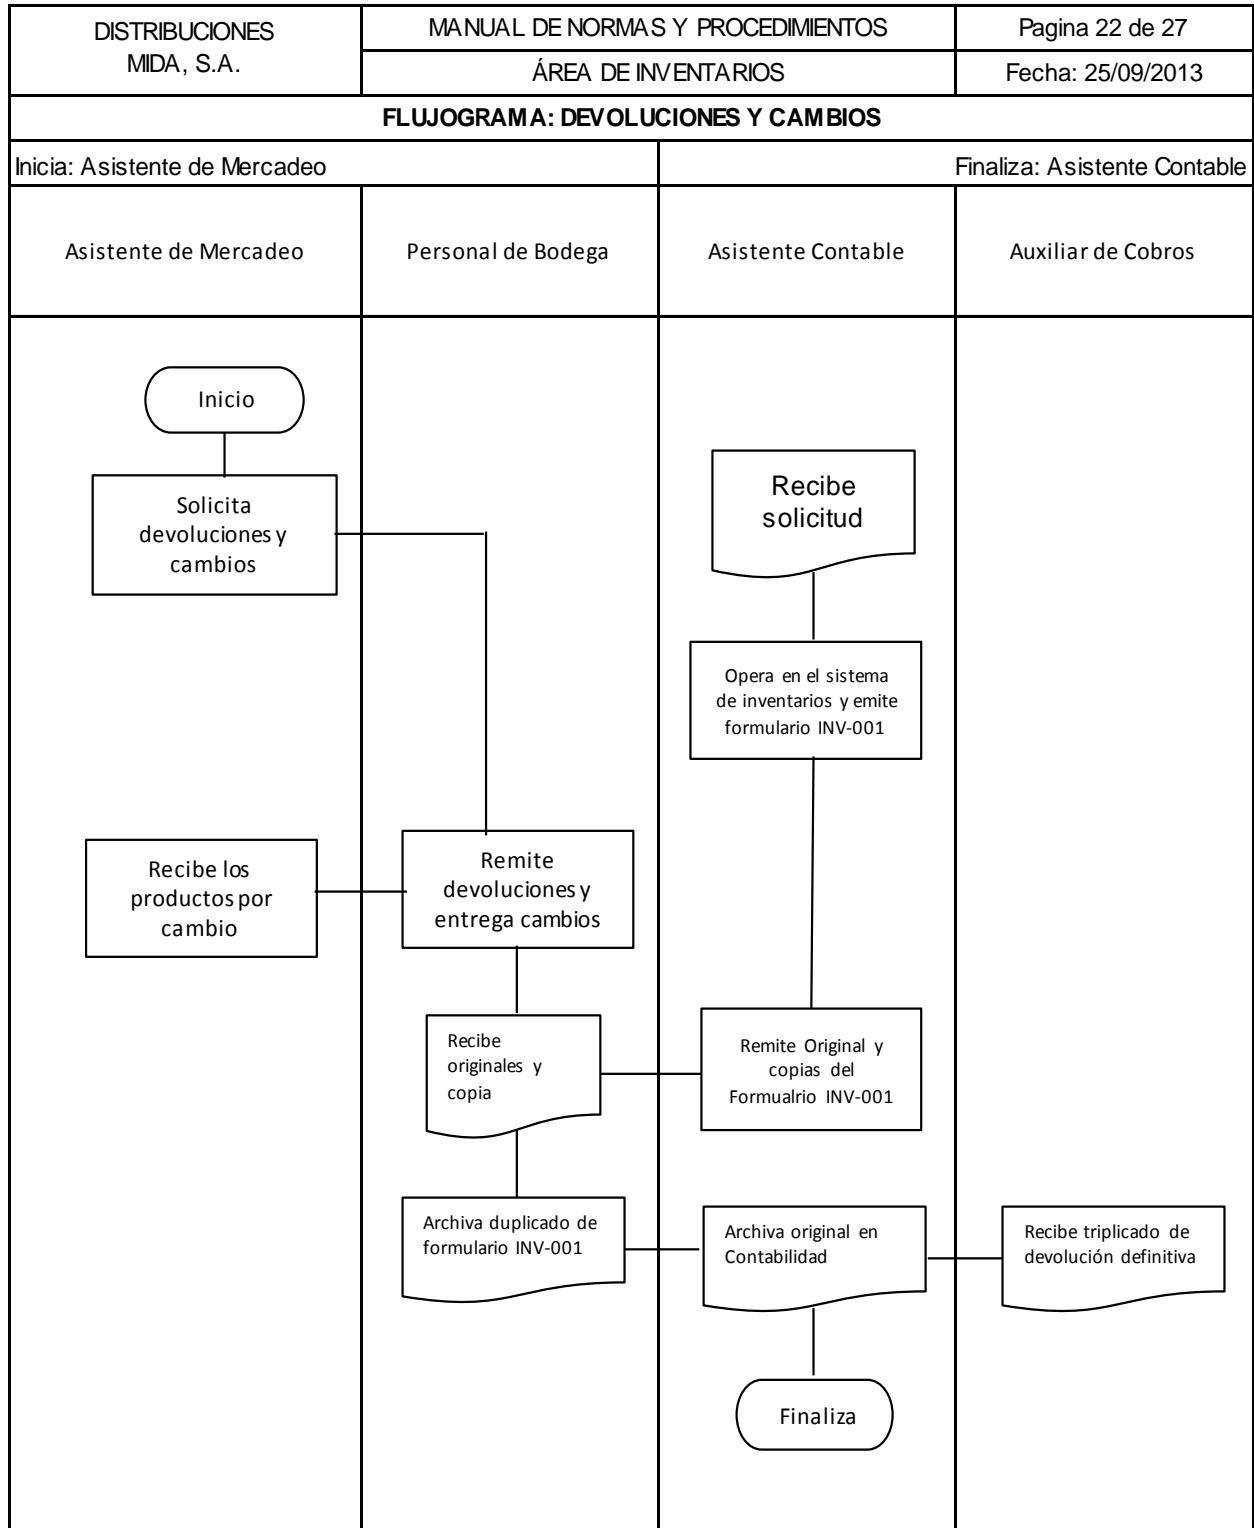 DISTRIBUCIONES
MIDA, S.A.
MANUAL DE NORMAS Y PROCEDIMIENTOS
Pagina 22 de 27
ÁREA DE INVENTARIOS
Fecha: 25/09/2013
FLUJOGRAMA: DEVOLUCIONES Y CAMBIOS
Inicia: Asistente de Mercadeo
Finaliza: Asistente Contable
Asistente de Mercadeo
Personal de Bodega
Asistente Contable
Auxiliar de Cobros
Inicio
Solicita
devoluciones y
cambios
Recibe
solicitud
Opera en el sistema
de inventarios y emite
formulario INV-001
Recibe los
productos por
cambio
Remite
devoluciones y
entrega cambios
Recibe
originales y
copia
Remite Original y
copias del
Formualrio INV-001
Archiva duplicado de
formulario INV-001
Archiva original en
Contabilidad
Recibe triplicado de
devolución definitiva
Finaliza